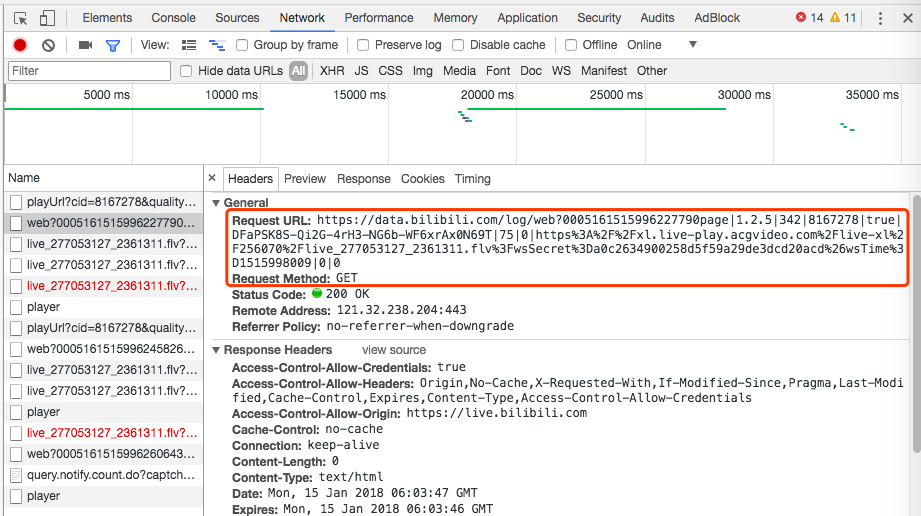 Elements Console Sources Network Performance Memory Application Security Audits AdBlock 14 11
View: Group by frame Preserve log Disable cache Offline Online
Filter Hide data URLs All XHR JS CSS Img Media Font Doc WS Manifest Other
5000 ms 10000 ms 15000 ms 20000 ms 25000 ms 30000 ms 35000 ms
Name
playUrl?cid=8167278&quality...
web?0005161515996227790...
live_277053127_2361311.flv?...
live_277053127_2361311.flv?...
live_277053127_2361311.flv?...
player
playUrl?cid=8167278&quality...
web?0005161515996245826...
live_277053127_2361311.flv?...
live_277053127_2361311.flv?...
player
live_277053127_2361311.flv?...
web?0005161515996260643...
query.notify.count.do?captch...
player
Headers Preview Response Cookies Timing
General
Request URL: https://data.bilibili.com/log/web?0005161515996227790page|1.2.5|342|8167278|true|
DFaPSK8S-Qi2G-4rH3-NG6b-WF6xrAx0N69T|75|0|https%3A%2F%2Fxl.live-play.acgvideo.com%2Flive-xl%2
F256070%2Flive_277053127_2361311.flv%3FwsSecret%3Da0c2634900258d5f59a29de3dcd20acd%26wsTime%3
D1515998009|0|0
Request Method: GET
Status Code: 200 OK
Remote Address: 121.32.238.204:443
Referrer Policy: no-referrer-when-downgrade
Response Headers view source
Access-Control-Allow-Credentials: true
Access-Control-Allow-Headers: Origin,No-Cache,X-Requested-With,If-Modified-Since,Pragma,Last-Modi
fied,Cache-Control,Expires,Content-Type,Access-Control-Allow-Credentials
Access-Control-Allow-Origin: https://live.bilibili.com
Cache-Control: no-cache
Connection: keep-alive
Content-Length: 0
Content-Type: text/html
Date: Mon, 15 Jan 2018 06:03:47 GMT
Expires: Mon, 15 Jan 2018 06:03:46 GMT